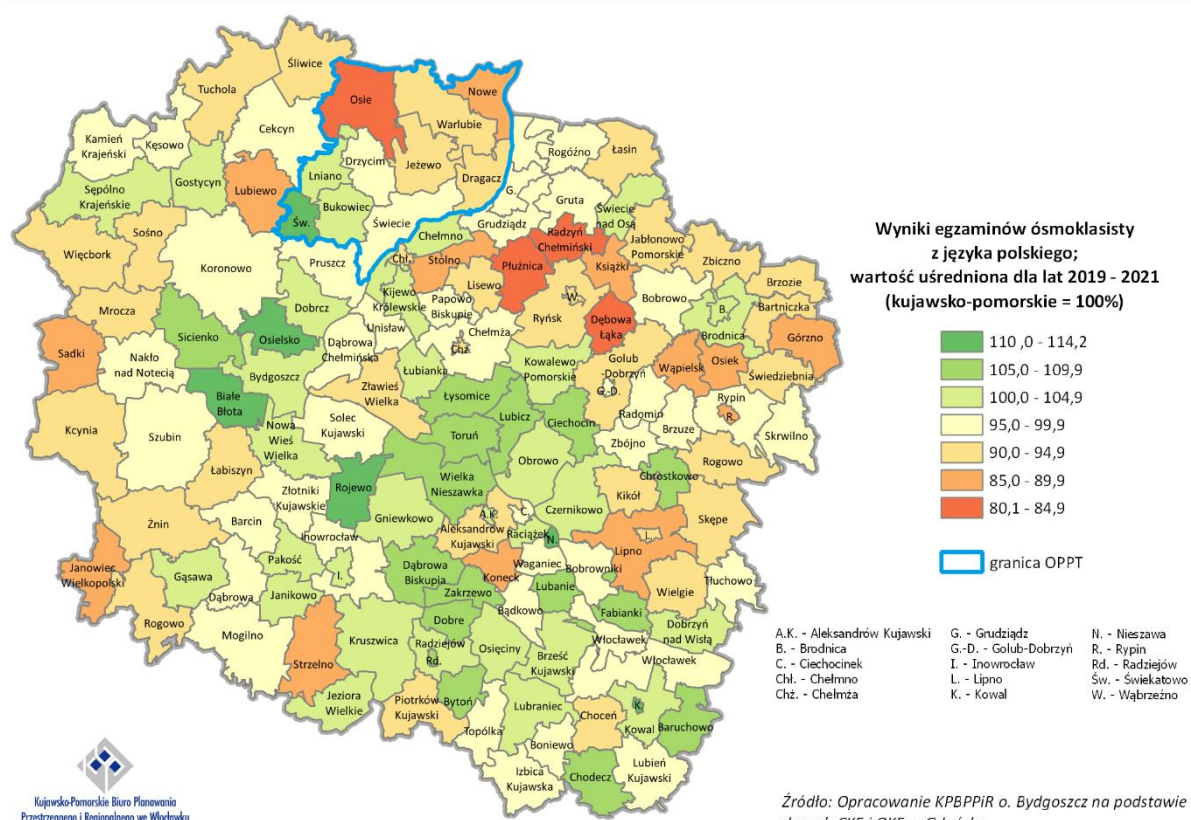 Śliwice
Tuchola
Osie
Nowe
Cekcyn
Warlubie
Kamień
Krajeński
Kęsowo
Rogóźno
Łasin
Drzycim
Jeżewo
Lniano
Dragacz
Gostycyn
Lubiewo
G.
Sępólno
Krajeńskie
Gruta
Bukowiec
Św.
Świecie
Świecie
nad Osą
Grudziądz
Sośno
Chełmno
Radzyń
Chełmiński
Więcbork
Jabłonowo
Pomorskie
Koronowo
Pruszcz
Chł.
Stolno
Płużnica
Książki
Zbiczno
Lisewo
Brzozie
Kijewo
Królewskie
Papowo
Biskupie
W.
Bobrowo
Bartniczka
Mrocza
Dobrcz
B.
Ryńsk
Dębowa
Łąka
Brodnica
Sicienko
Osielsko
Unisław
Chełmża
Górzno
Sadki
Dąbrowa
Chełmińska
Chż.
Nakło
nad Notecią
Golub
-Dobrzyń
Wąpielsk
Osiek
Kowalewo
Pomorskie
Świedziebnia
Bydgoszcz
Łubianka
G.-D.
Zławieś
Wielka
Rypin
Białe
Błota
Łysomice
R.
Radomin
Solec
Kujawski
Lubicz
Ciechocin
Brzuze
Kcynia
Szubin
Nowa
Wieś
Wielka
Toruń
Zbójno
Skrwilno
Łabiszyn
Obrowo
Rogowo
Wielka
Nieszawka
Chrostkowo
Rojewo
Złotniki
Kujawskie
Kikół
Czernikowo
Gniewkowo
A.K.
C.
Żnin
Barcin
Skępe
Aleksandrów
Kujawski
Raciążek
N.
L.
Inowrocław
Lipno
Pakość
Waganiec
Bobrowniki
Dąbrowa
Biskupia
Janowiec
Wielkopolski
Gąsawa
I.
Koneck
Tłuchowo
Lubanie
Zakrzewo
Wielgie
Dąbrowa
Janikowo
Bądkowo
Fabianki
Rogowo
Dobre
Dobrzyń
nad Wisłą
Mogilno
Kruszwica
Radziejów
Włocławek
Osięciny
Strzelno
Rd.
Brześć
Kujawski
Włocławek
Jeziora
Wielkie
Piotrków
Kujawski
Bytoń
Lubraniec
K.
Choceń
Topólka
Kowal
Baruchowo
Boniewo
Izbica
Kujawska
Chodecz
Lubień
Kujawski
Wyniki egzaminów ósmoklasisty
z języka polskiego;
wartość uśredniona dla lat 2019 - 2021
(kujawsko-pomorskie = 100%)
110 ,0 - 114,2
105,0 - 109,9
100,0 - 104,9
95,0 - 99,9
90,0 - 94,9
85,0 - 89,9
80,1 - 84,9
granica OPPT
A.K. - Aleksandrów Kujawski
B. - Brodnica
C. - Ciechocinek
Chł. - Chełmno
Chż. - Chełmża
G. - Grudziądz
G.-D. - Golub-Dobrzyń
I. - Inowrocław
L. - Lipno
K. - Kowal
N. - Nieszawa
R. - Rypin
Rd. - Radziejów
Św. - Świekatowo
W. - Wąbrzeźno
Kujawsko-Pomorskie Biuro Planowania
Przestrzennego i Regionalnego we Włocławku
Źródło: Opracowanie KPBPPiR o. Bydgoszcz na podstawie